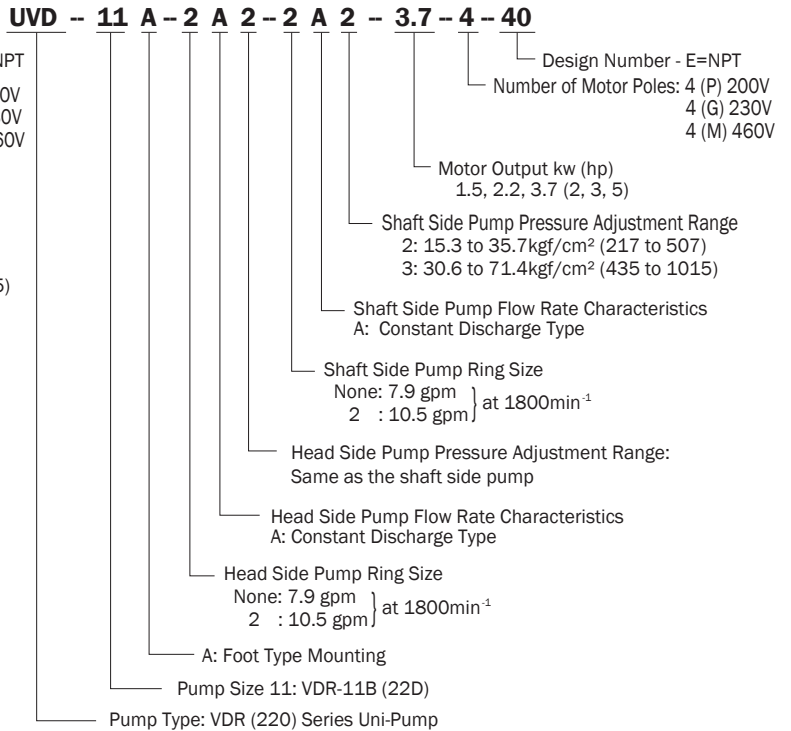 UVD -- 11 A -- 2 A 2 -- 2 A 2 -- 3.7 -- 4 -- 40
Design Number - E=NPT
Number of Motor Poles: 4 (P) 200V
4 (G) 230V
4 (M) 460V
Motor Output kw (hp)
1.5, 2.2, 3.7 (2, 3, 5)
Shaft Side Pump Pressure Adjustment Range
2: 15.3 to 35.7kgf/cm² (217 to 507)
3: 30.6 to 71.4kgf/cm² (435 to 1015)
Shaft Side Pump Flow Rate Characteristics
A: Constant Discharge Type
Shaft Side Pump Ring Size
None: 7.9 gpm
2 : 10.5 gpm } at 1800min⁻¹
Head Side Pump Pressure Adjustment Range:
Same as the shaft side pump
Head Side Pump Flow Rate Characteristics
A: Constant Discharge Type
Head Side Pump Ring Size
None: 7.9 gpm
2 : 10.5 gpm } at 1800min⁻¹
A: Foot Type Mounting
Pump Size 11: VDR-11B (22D)
Pump Type: VDR (220) Series Uni-Pump